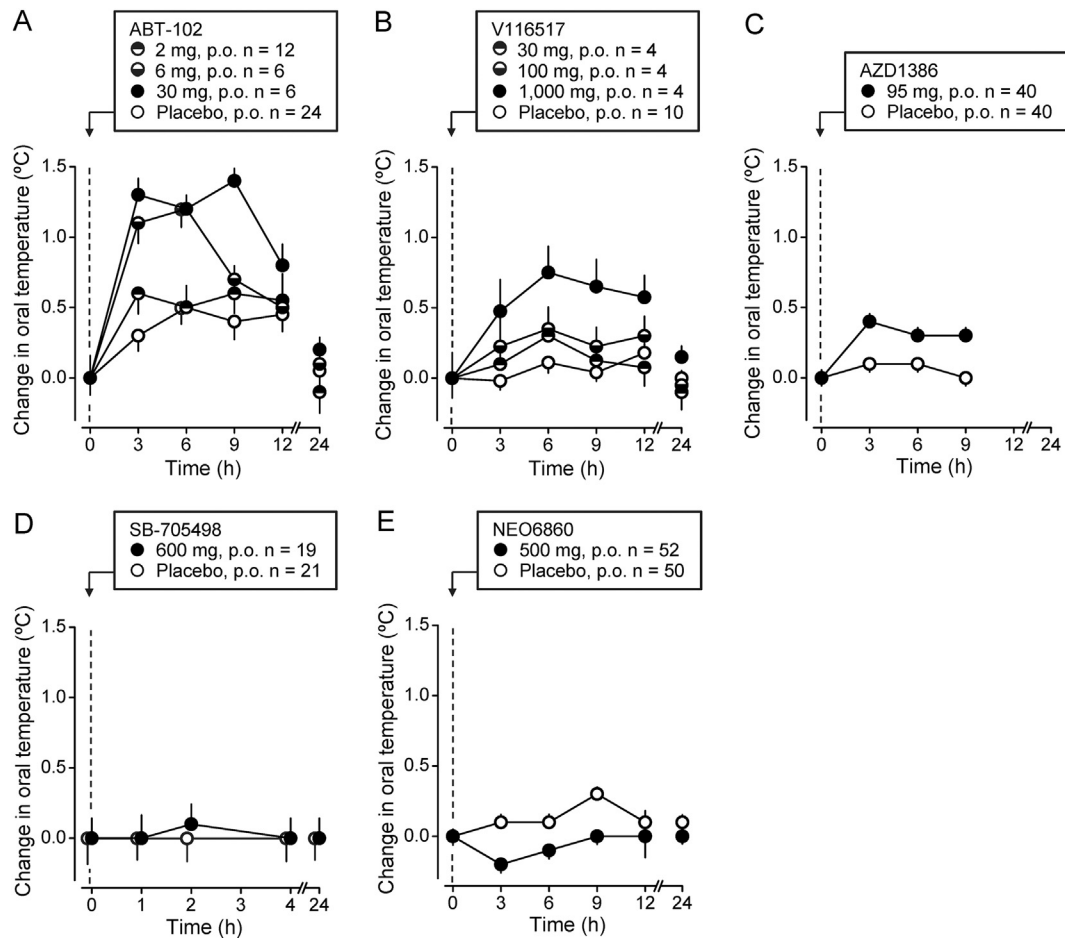 A
ABT-102
2 mg, p.o. n = 12
6 mg, p.o. n = 6
30 mg, p.o. n = 6
Placebo, p.o. n = 24
Change in oral temperature (ºC)
1.5
1.0
0.5
0.0
0 3 6 9 12 24
Time (h)
B
V116517
30 mg, p.o. n = 4
100 mg, p.o. n = 4
1,000 mg, p.o. n = 4
Placebo, p.o. n = 10
Change in oral temperature (ºC)
1.5
1.0
0.5
0.0
0 3 6 9 12 24
Time (h)
C
AZD1386
95 mg, p.o. n = 40
Placebo, p.o. n = 40
Change in oral temperature (ºC)
1.5
1.0
0.5
0.0
0 3 6 9 12 24
Time (h)
D
SB-705498
600 mg, p.o. n = 19
Placebo, p.o. n = 21
Change in oral temperature (ºC)
1.5
1.0
0.5
0.0
0 1 2 3 4 24
Time (h)
E
NEO6860
500 mg, p.o. n = 52
Placebo, p.o. n = 50
Change in oral temperature (ºC)
1.5
1.0
0.5
0.0
0 3 6 9 12 24
Time (h)